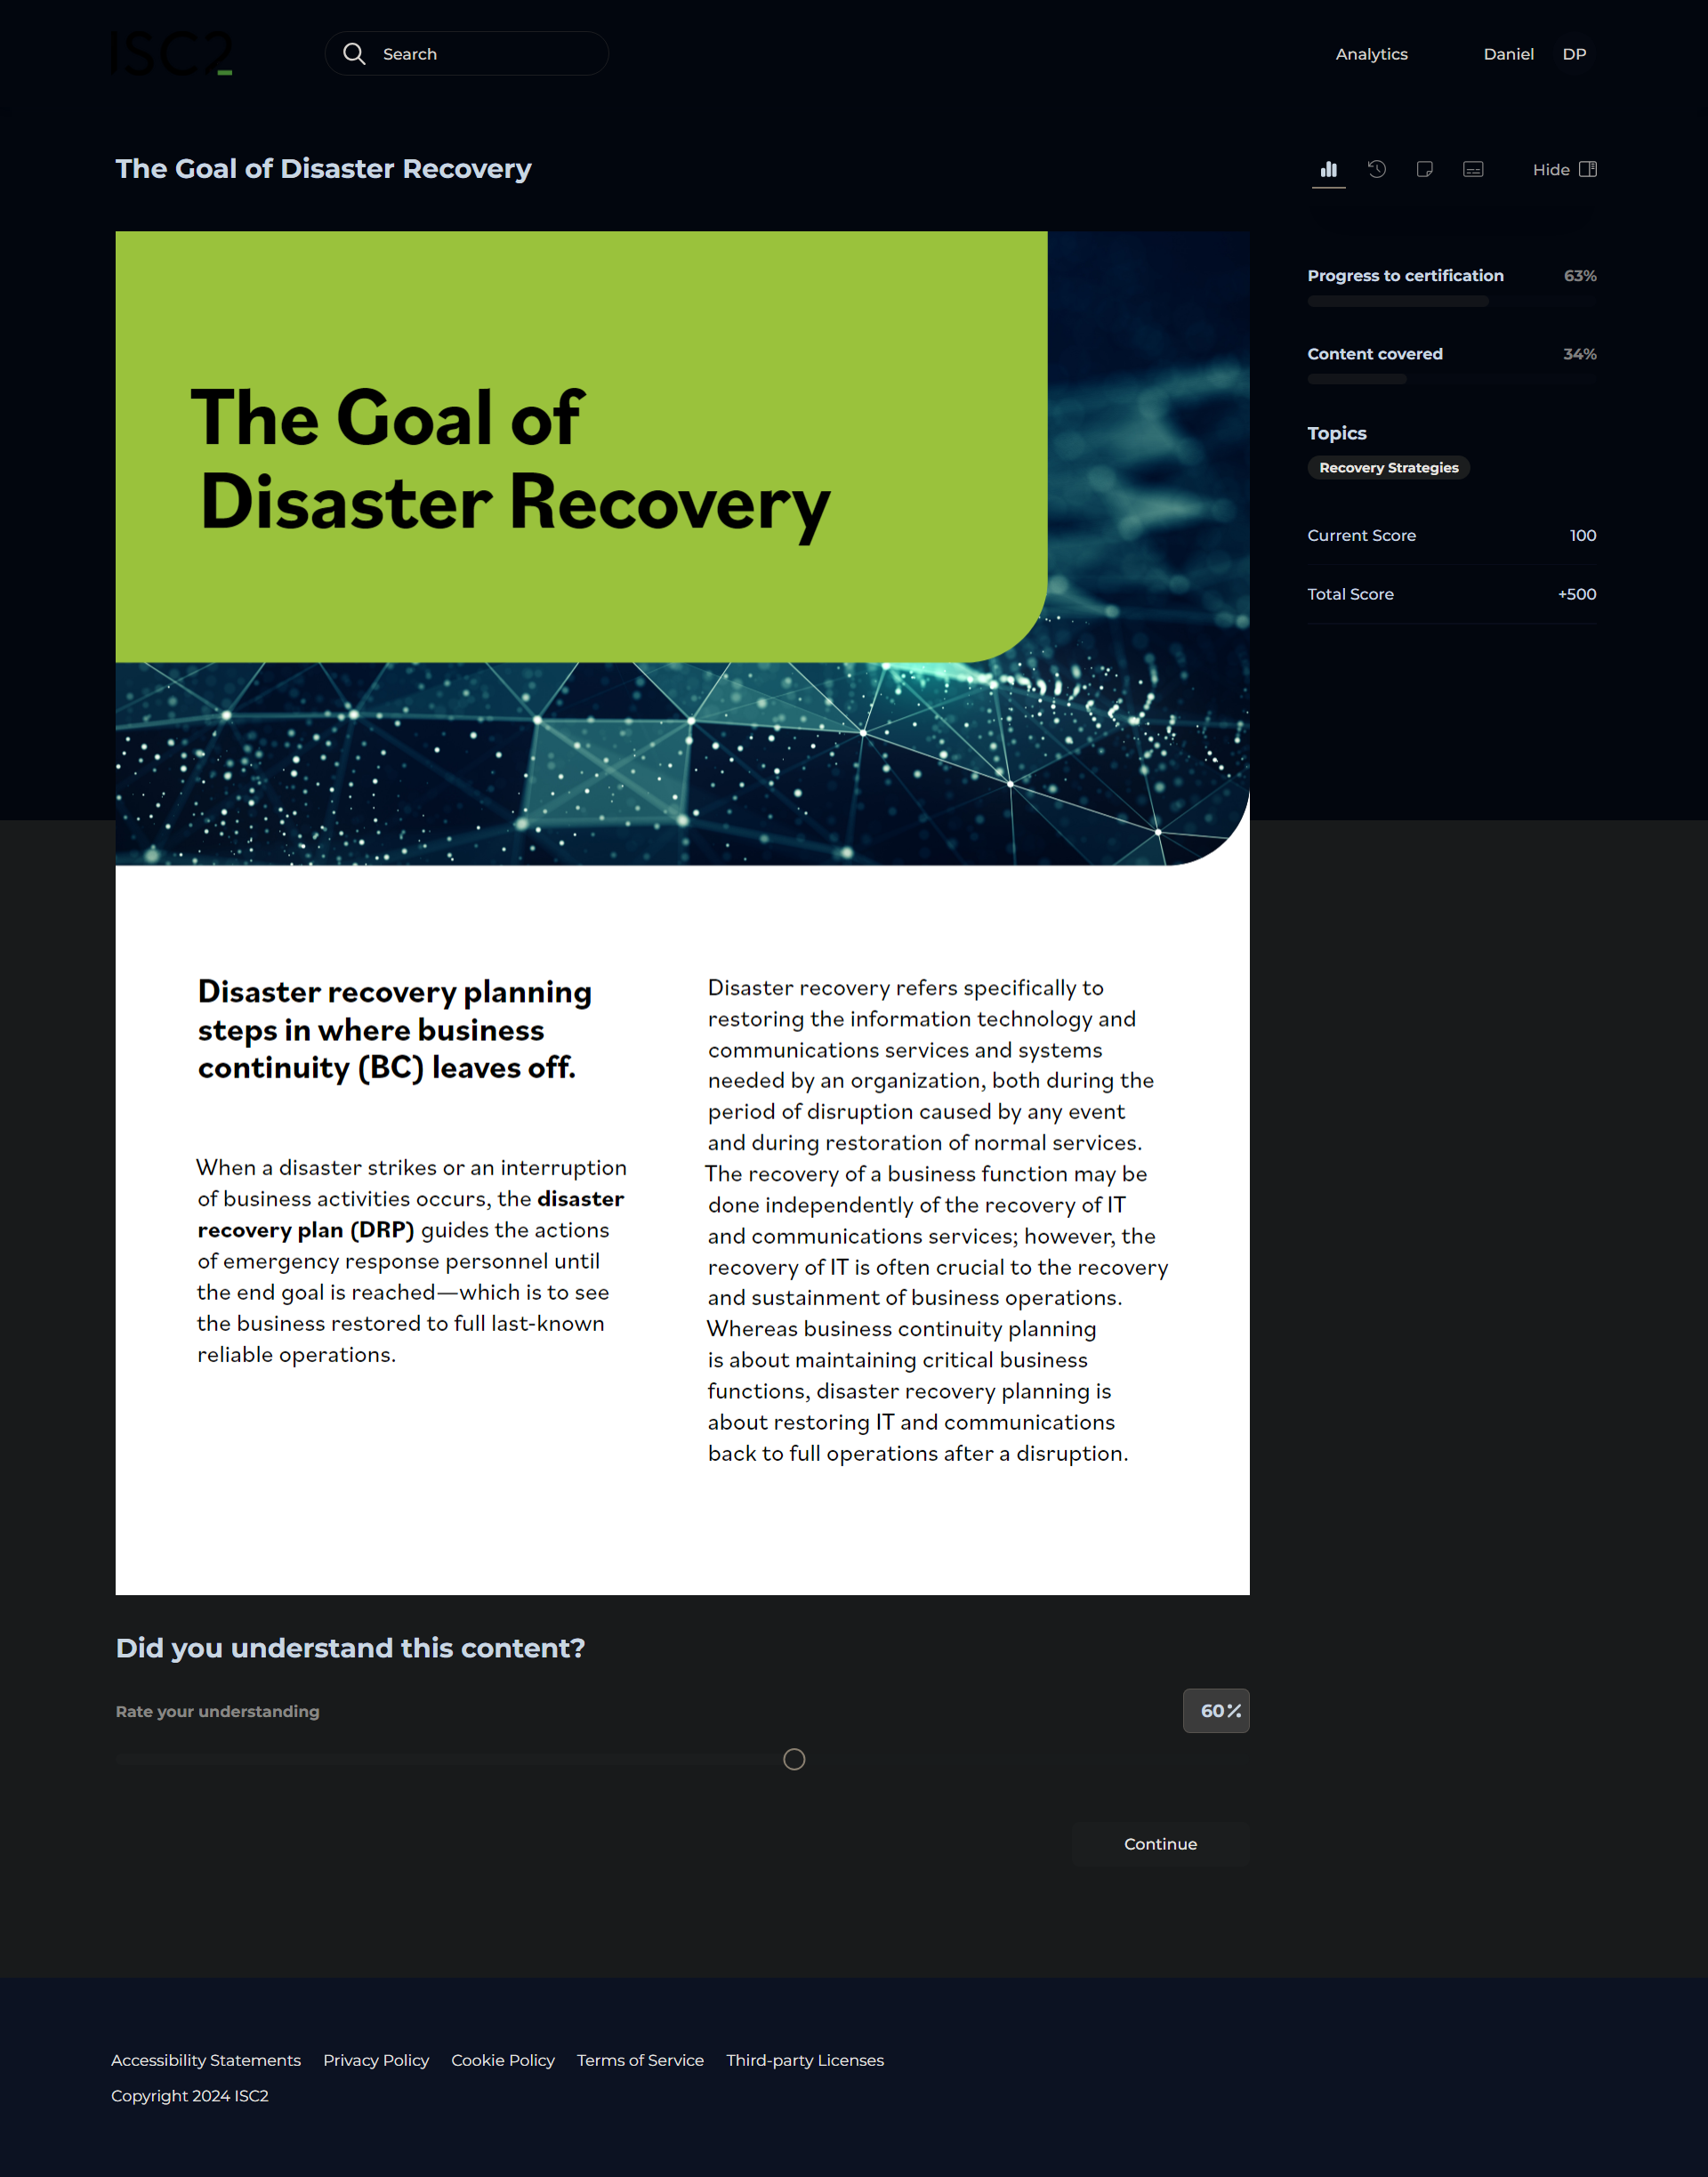 ISC2
Search
Analytics
Daniel
DP
The Goal of Disaster Recovery
Hide
The Goal of
Disaster Recovery
Progress to certification 63%
Content covered 34%
Topics
Recovery Strategies
Current Score 100
Total Score +500
Disaster recovery planning
steps in where business
continuity (BC) leaves off.
When a disaster strikes or an interruption
of business activities occurs, the disaster
recovery plan (DRP) guides the actions
of emergency response personnel until
the end goal is reached—which is to see
the business restored to full last-known
reliable operations.
Disaster recovery refers specifically to
restoring the information technology and
communications services and systems
needed by an organization, both during the
period of disruption caused by any event
and during restoration of normal services.
The recovery of a business function may be
done independently of the recovery of IT
and communications services; however, the
recovery of IT is often crucial to the recovery
and sustainment of business operations.
Whereas business continuity planning
is about maintaining critical business
functions, disaster recovery planning is
about restoring IT and communications
back to full operations after a disruption.
Did you understand this content?
Rate your understanding
60%
Continue
Accessibility Statements Privacy Policy Cookie Policy Terms of Service Third-party Licenses
Copyright 2024 ISC2